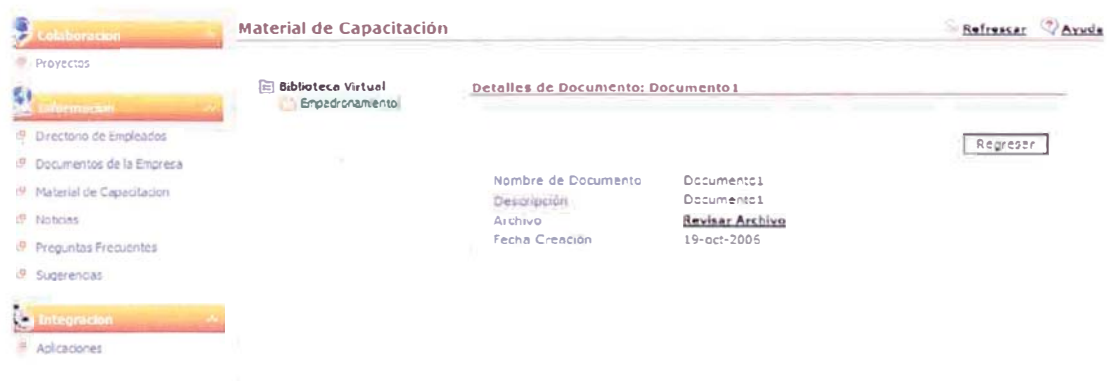 Colaboracion
Proyectos
Informacion
Directorio de Empleados
Documentos de la Empresa
Material de Capacitacion
Noticias
Preguntas Frecuentes
Sugerencias
Integracion
Aplicaciones
Material de Capacitación
Refrescar
Ayuda
Biblioteca Virtual
Empadronamiento
Detalles de Documento: Documento1
Regresar
Nombre de Documento Documento1
Descripción Documento1
Archivo Revisar Archivo
Fecha Creación 19-oct-2006